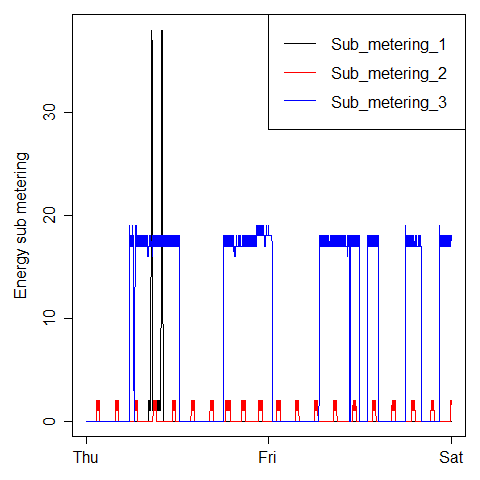 Sub_metering_1
Sub_metering_2
Sub_metering_3
Energy sub metering
30
20
10
0
Thu Fri Sat